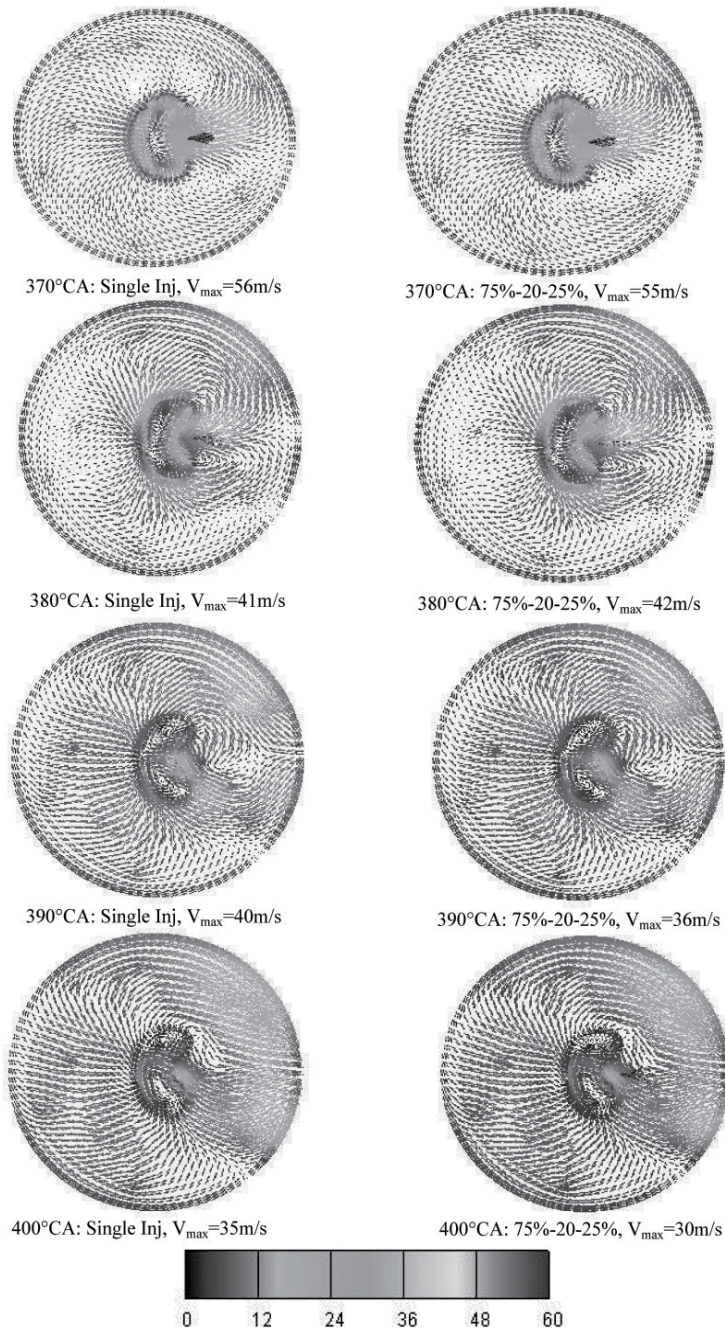 370°CA: Single Inj, Vmax=56m/s
370°CA: 75%-20-25%, Vmax=55m/s
380°CA: Single Inj, Vmax=41m/s
380°CA: 75%-20-25%, Vmax=42m/s
390°CA: Single Inj, Vmax=40m/s
390°CA: 75%-20-25%, Vmax=36m/s
400°CA: Single Inj, Vmax=35m/s
400°CA: 75%-20-25%, Vmax=30m/s
0 12 24 36 48 60